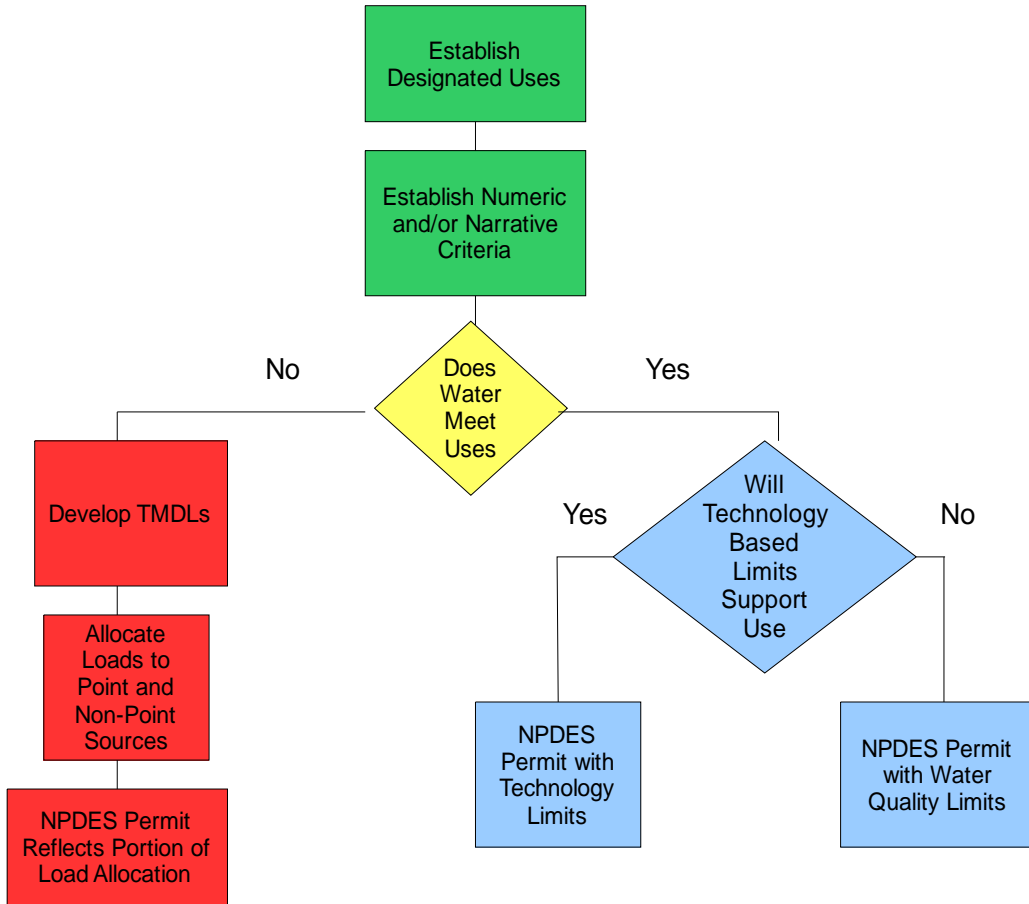 Establish
Designated Uses
Establish Numeric
and/or Narrative
Criteria
No
Does
Water
Meet
Uses
Yes
Develop TMDLs
Allocate
Loads to
Point and
Non-Point
Sources
NPDES Permit
Reflects Portion of
Load Allocation
Yes
Will
Technology
Based
Limits
Support
Use
No
NPDES
Permit with
Technology
Limits
NPDES Permit
with Water
Quality Limits